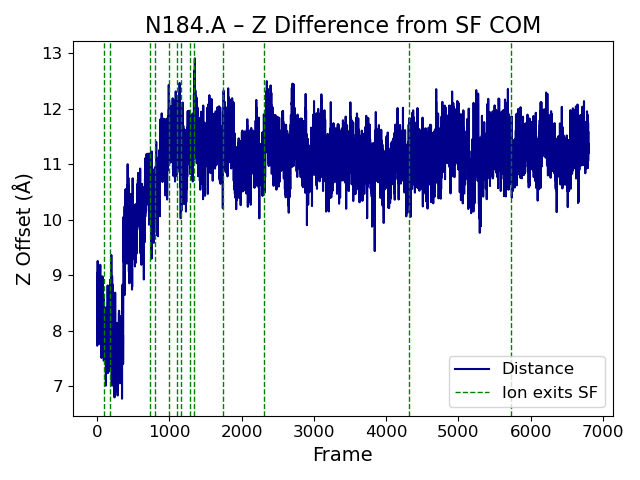 N184.A – Z Difference from SF COM
Z Offset (Å)
13
12
11
10
9
8
7
0 1000 2000 3000 4000 5000 6000 7000
Frame
Distance
Ion exits SF